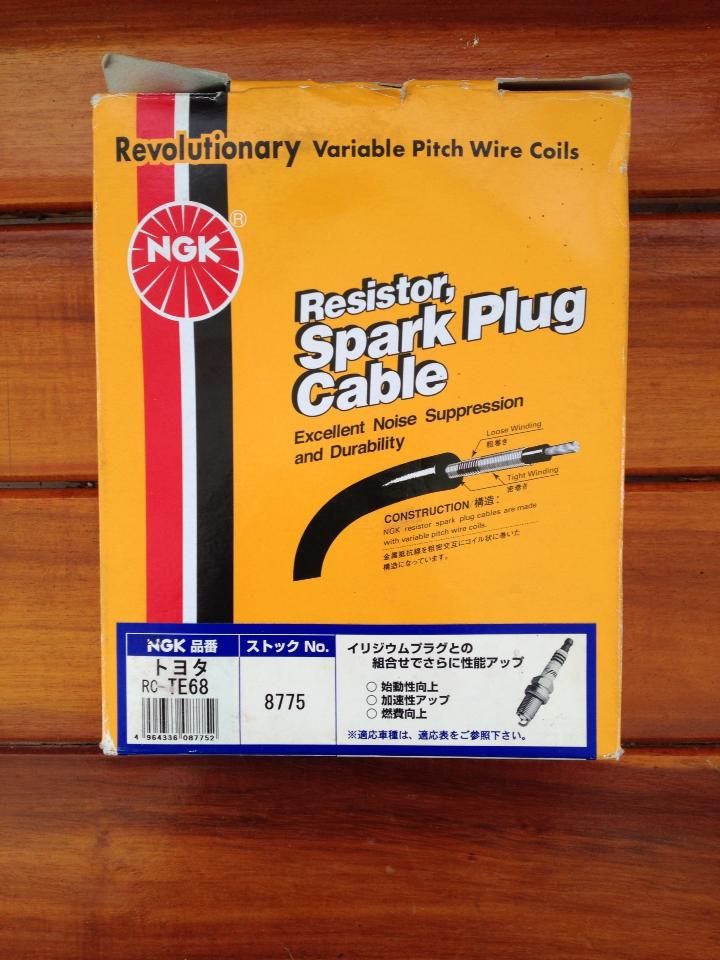 Revolutionary Variable Pitch Wire Coils
NGK ®
Resistor,
Spark Plug
Cable
Excellent Noise Suppression
and Durability
Loose Winding
粗巻き
Tight Winding
密巻き
CONSTRUCTION/構造:
NGK resistor spark plug cables are made
with variable pitch wire coils.
金属抵抗線を粗密交互にコイル状に巻いた
構造になっています。
NGK 品番
トヨタ
RC-TE68
4 964336 087752
ストック No.
8775
イリジウムプラグとの
組合せでさらに性能アップ
○ 始動性向上
○ 加速性アップ
○ 燃費向上
※適応車種は、適応表をご参照下さい。